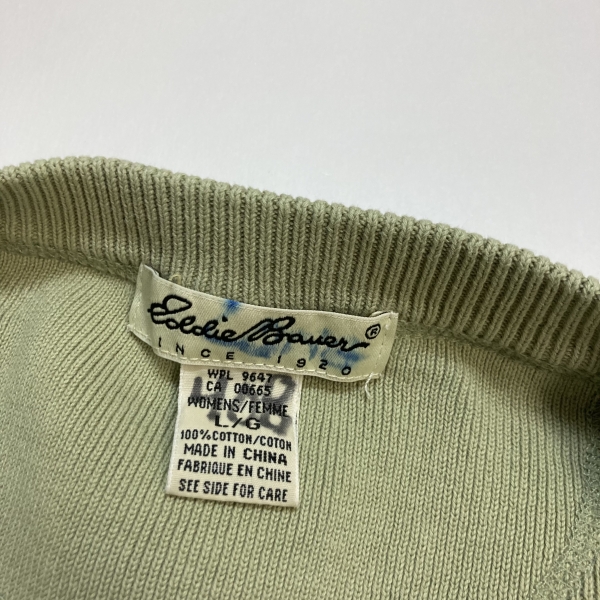 Eddie Bauer®
INCE 1920
WPL 9647
CA 00665
WOMENS/FEMME
L/G
100% COTTON/COTON
MADE IN CHINA
FABRIQUE EN CHINE
SEE SIDE FOR CARE